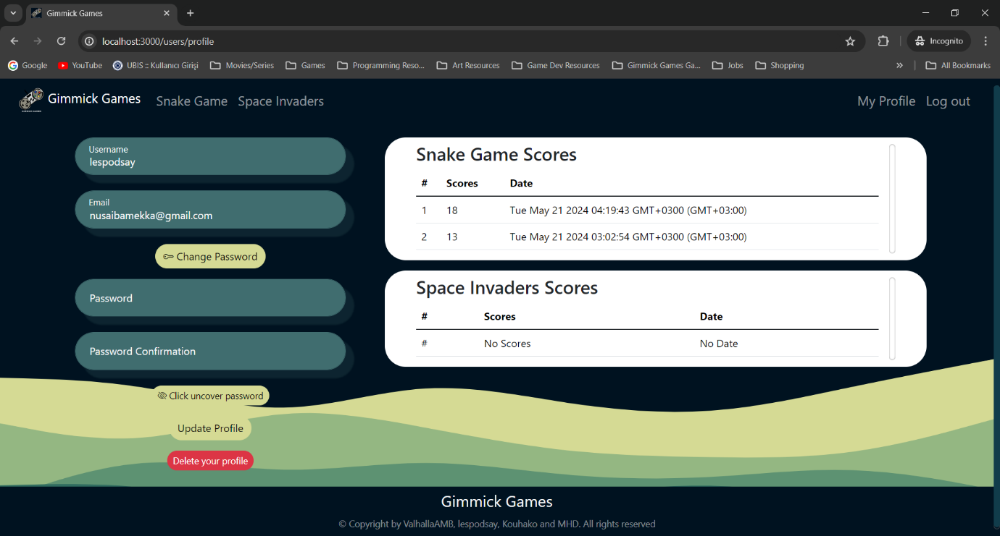 Gimmick Games
localhost:3000/users/profile
Incognito
Google YouTube UBIS :: Kullanıcı Girişi Movies/Series Games Programming Reso... Art Resources Game Dev Resources Gimmick Games Ga... Jobs Shopping » All Bookmarks
Gimmick Games Snake Game Space Invaders My Profile Log out
Username
lespodsay
Email
nusaibamekka@gmail.com
Change Password
Password
Password Confirmation
Click uncover password
Update Profile
Delete your profile
Snake Game Scores
# Scores Date
1 18 Tue May 21 2024 04:19:43 GMT+0300 (GMT+03:00)
2 13 Tue May 21 2024 03:02:54 GMT+0300 (GMT+03:00)
Space Invaders Scores
# Scores Date
# No Scores No Date
Gimmick Games
© Copyright by ValhallaAMB, lespodsay, Kouhako and MHD. All rights reserved